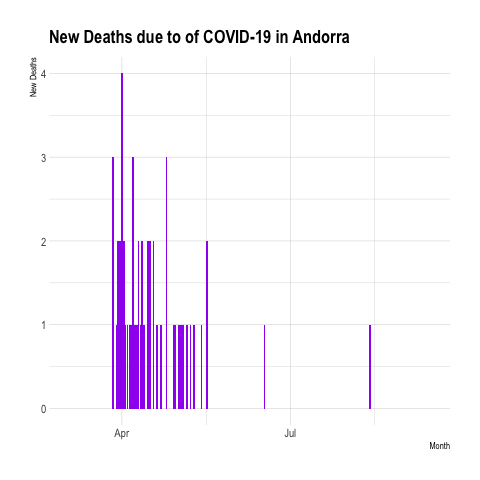 New Deaths due to of COVID-19 in Andorra
New Deaths
4
3
2
1
0
Apr
Jul
Month